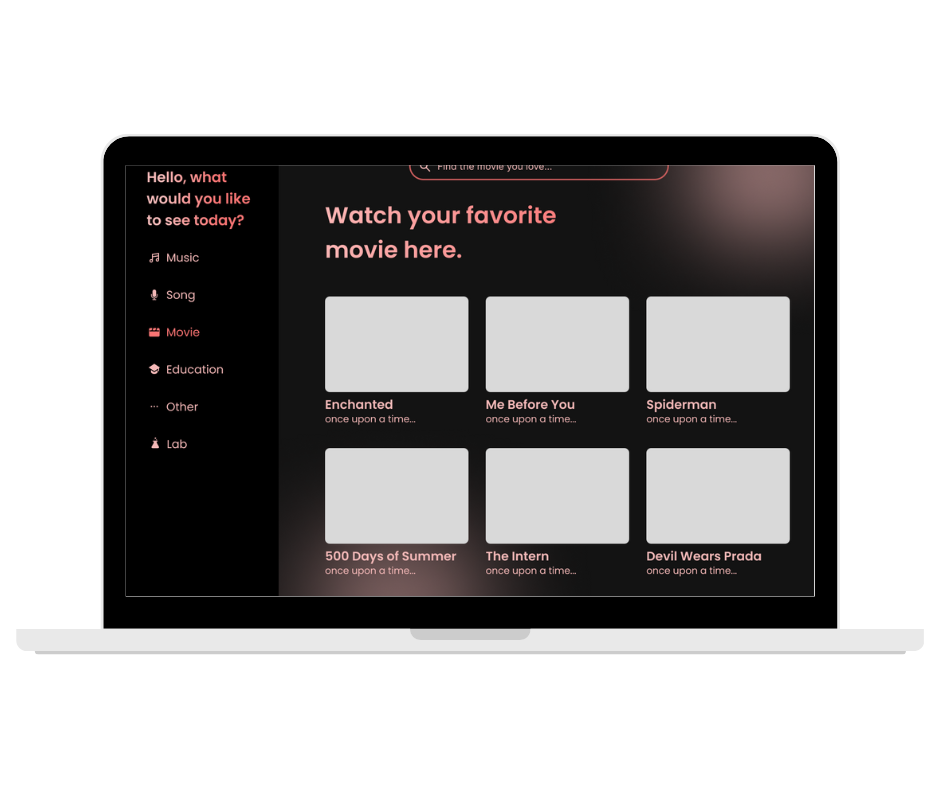 Hello, what
would you like
to see today?
Music
Song
Movie
Education
Other
Lab
Find the movie you love...
Watch your favorite
movie here.
Enchanted
once upon a time...
Me Before You
once upon a time...
Spiderman
once upon a time...
500 Days of Summer
once upon a time...
The Intern
once upon a time...
Devil Wears Prada
once upon a time...